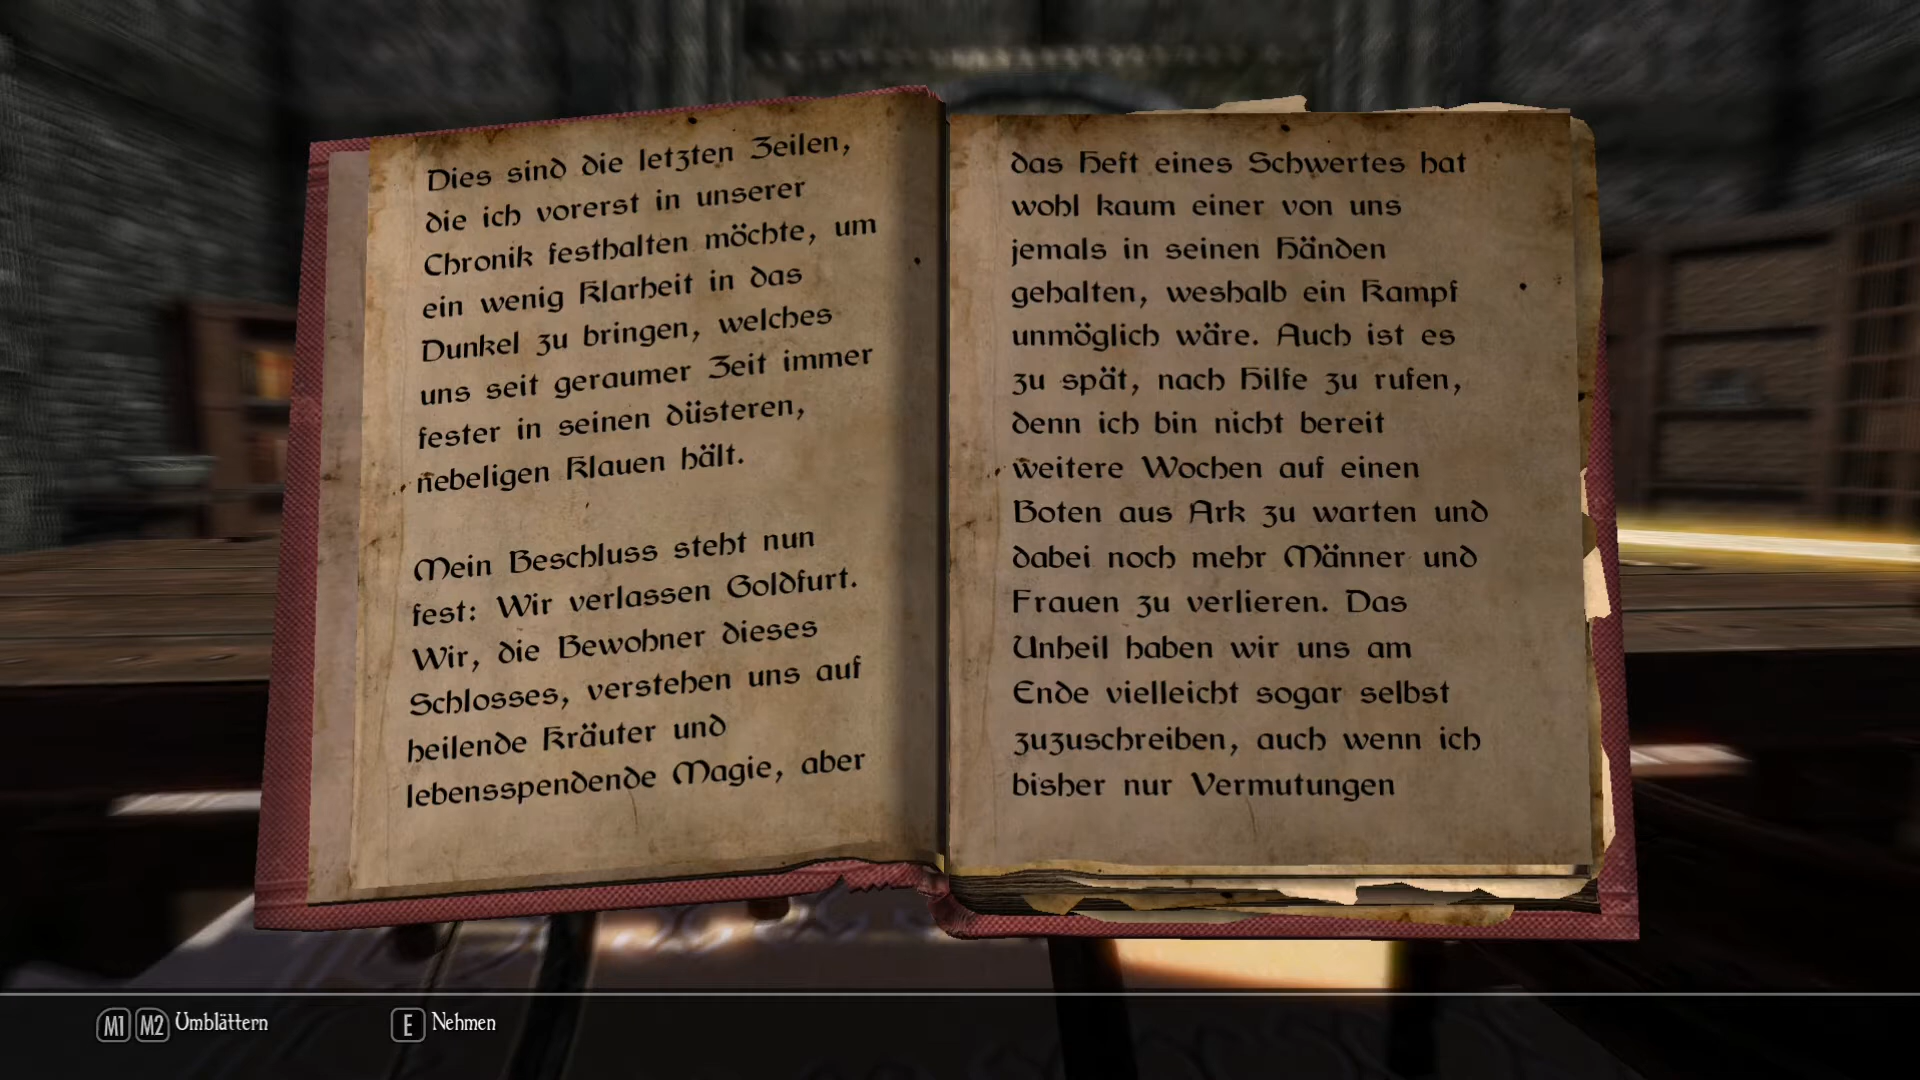 Dies sind die letzten Zeilen,
die ich vorerst in unserer
Chronik festhalten möchte, um
ein wenig Klarheit in das
Dunkel zu bringen, welches
uns seit geraumer Zeit immer
fester in seinen düsteren,
nebeligen Klauen hält.
Mein Beschluss steht nun
fest: Wir verlassen Goldfurt.
Wir, die Bewohner dieses
Schlosses, verstehen uns auf
heilende Kräuter und
lebensspendende Magie, aber
das Heft eines Schwertes hat
wohl kaum einer von uns
jemals in seinen Händen
gehalten, weshalb ein Kampf
unmöglich wäre. Auch ist es
zu spät, nach Hilfe zu rufen,
denn ich bin nicht bereit
weitere Wochen auf einen
Boten aus Ark zu warten und
dabei noch mehr Männer und
Frauen zu verlieren. Das
Unheil haben wir uns am
Ende vielleicht sogar selbst
zuzuschreiben, auch wenn ich
bisher nur Vermutungen
M1 M2 Umblättern E Nehmen